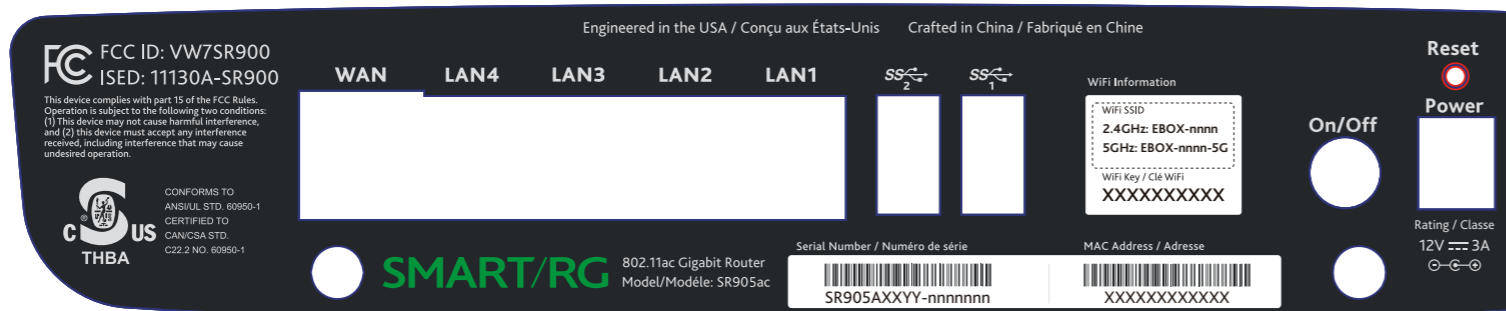 Engineered in the USA / Conçu aux États-Unis Crafted in China / Fabriqué en Chine
FC
FCC ID: VW7SR900
ISED: 11130A-SR900
This device complies with part 15 of the FCC Rules.
Operation is subject to the following two conditions:
(1) This device may not cause harmful interference,
and (2) this device must accept any interference
received, including interference that may cause
undesired operation.
C S US
®
THBA
CONFORMS TO
ANSI/UL STD. 60950-1
CERTIFIED TO
CAN/CSA STD.
C22.2 NO. 60950-1
WAN LAN4 LAN3 LAN2 LAN1
SS 2
SS 1
WiFi Information
WiFi SSID
2.4GHz: EBOX-nnnn
5GHz: EBOX-nnnn-5G
WiFi Key / Clé WiFi
XXXXXXXXXX
On/Off
Reset
Power
Rating / Classe
12V 3A
SMART/RG
802.11ac Gigabit Router
Model/Modéle: SR905ac
Serial Number / Numéro de série
SR905AXXYY-nnnnnnn
MAC Address / Adresse
XXXXXXXXXXXX